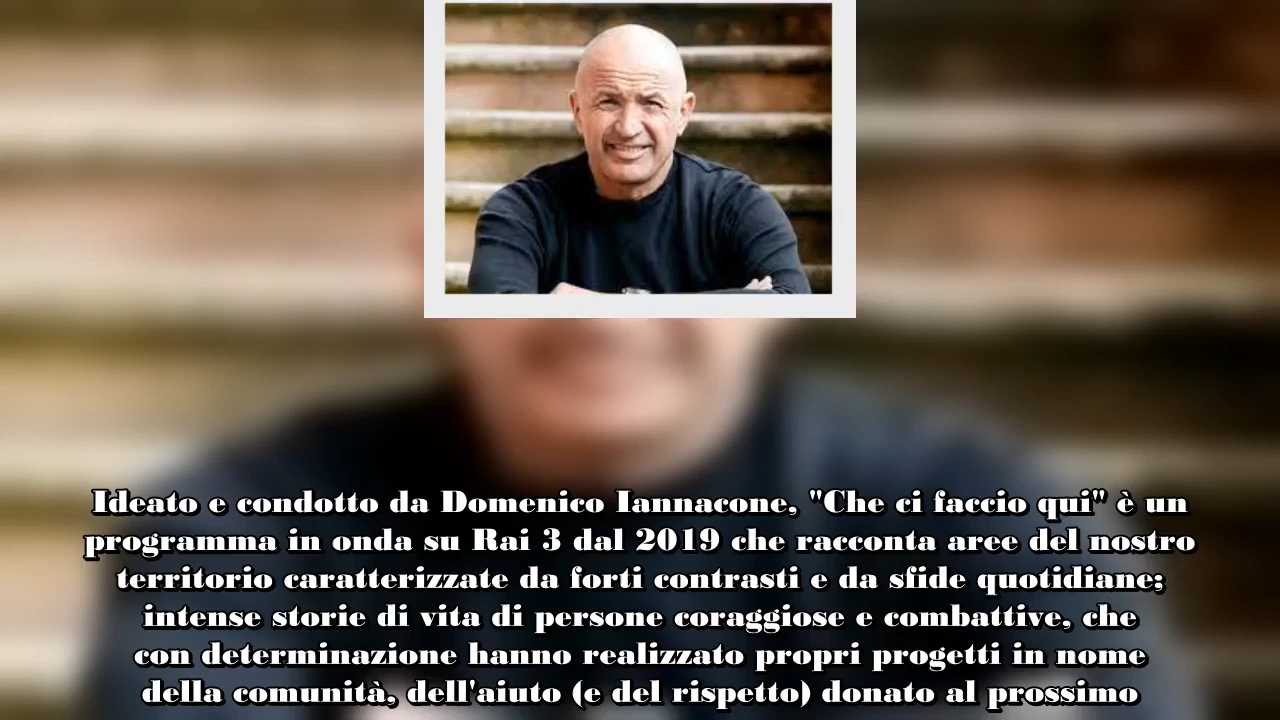 Ideato e condotto da Domenico Iannacone, "Che ci faccio qui" è un
programma in onda su Rai 3 dal 2019 che racconta aree del nostro
territorio caratterizzate da forti contrasti e da sfide quotidiane;
intense storie di vita di persone coraggiose e combattive, che
con determinazione hanno realizzato propri progetti in nome
della comunità, dell'aiuto (e del rispetto) donato al prossimo